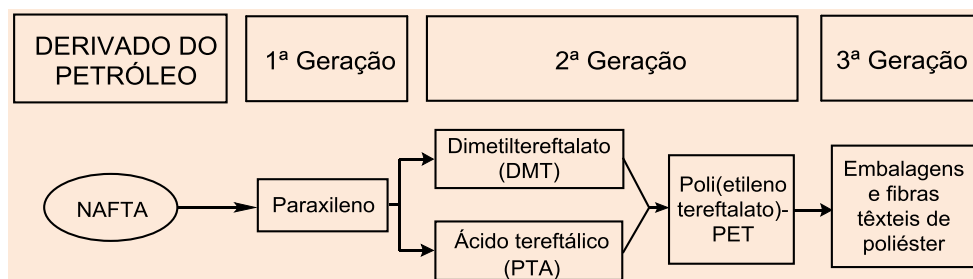 DERIVADO DO
PETRÓLEO
1ª Geração
2ª Geração
3ª Geração
NAFTA
Paraxileno
Dimetiltereftalato
(DMT)
Ácido tereftálico
(PTA)
Poli(etileno
tereftalato)-
PET
Embalagens
e fibras
têxteis de
poliéster